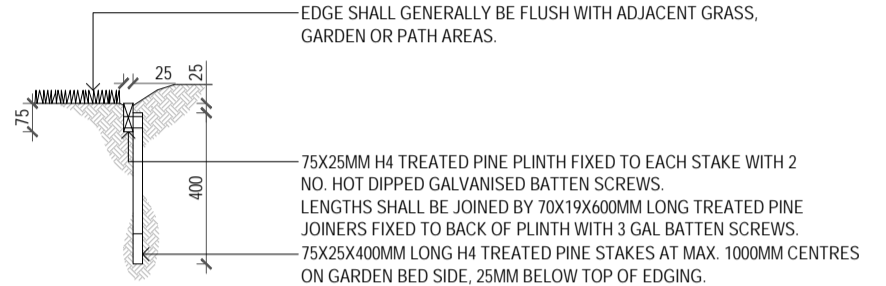 EDGE SHALL GENERALLY BE FLUSH WITH ADJACENT GRASS,
GARDEN OR PATH AREAS.
25
25
75
400
75X25MM H4 TREATED PINE PLINTH FIXED TO EACH STAKE WITH 2
NO. HOT DIPPED GALVANISED BATTEN SCREWS.
LENGTHS SHALL BE JOINED BY 70X19X600MM LONG TREATED PINE
JOINERS FIXED TO BACK OF PLINTH WITH 3 GAL BATTEN SCREWS.
75X25X400MM LONG H4 TREATED PINE STAKES AT MAX. 1000MM CENTRES
ON GARDEN BED SIDE, 25MM BELOW TOP OF EDGING.